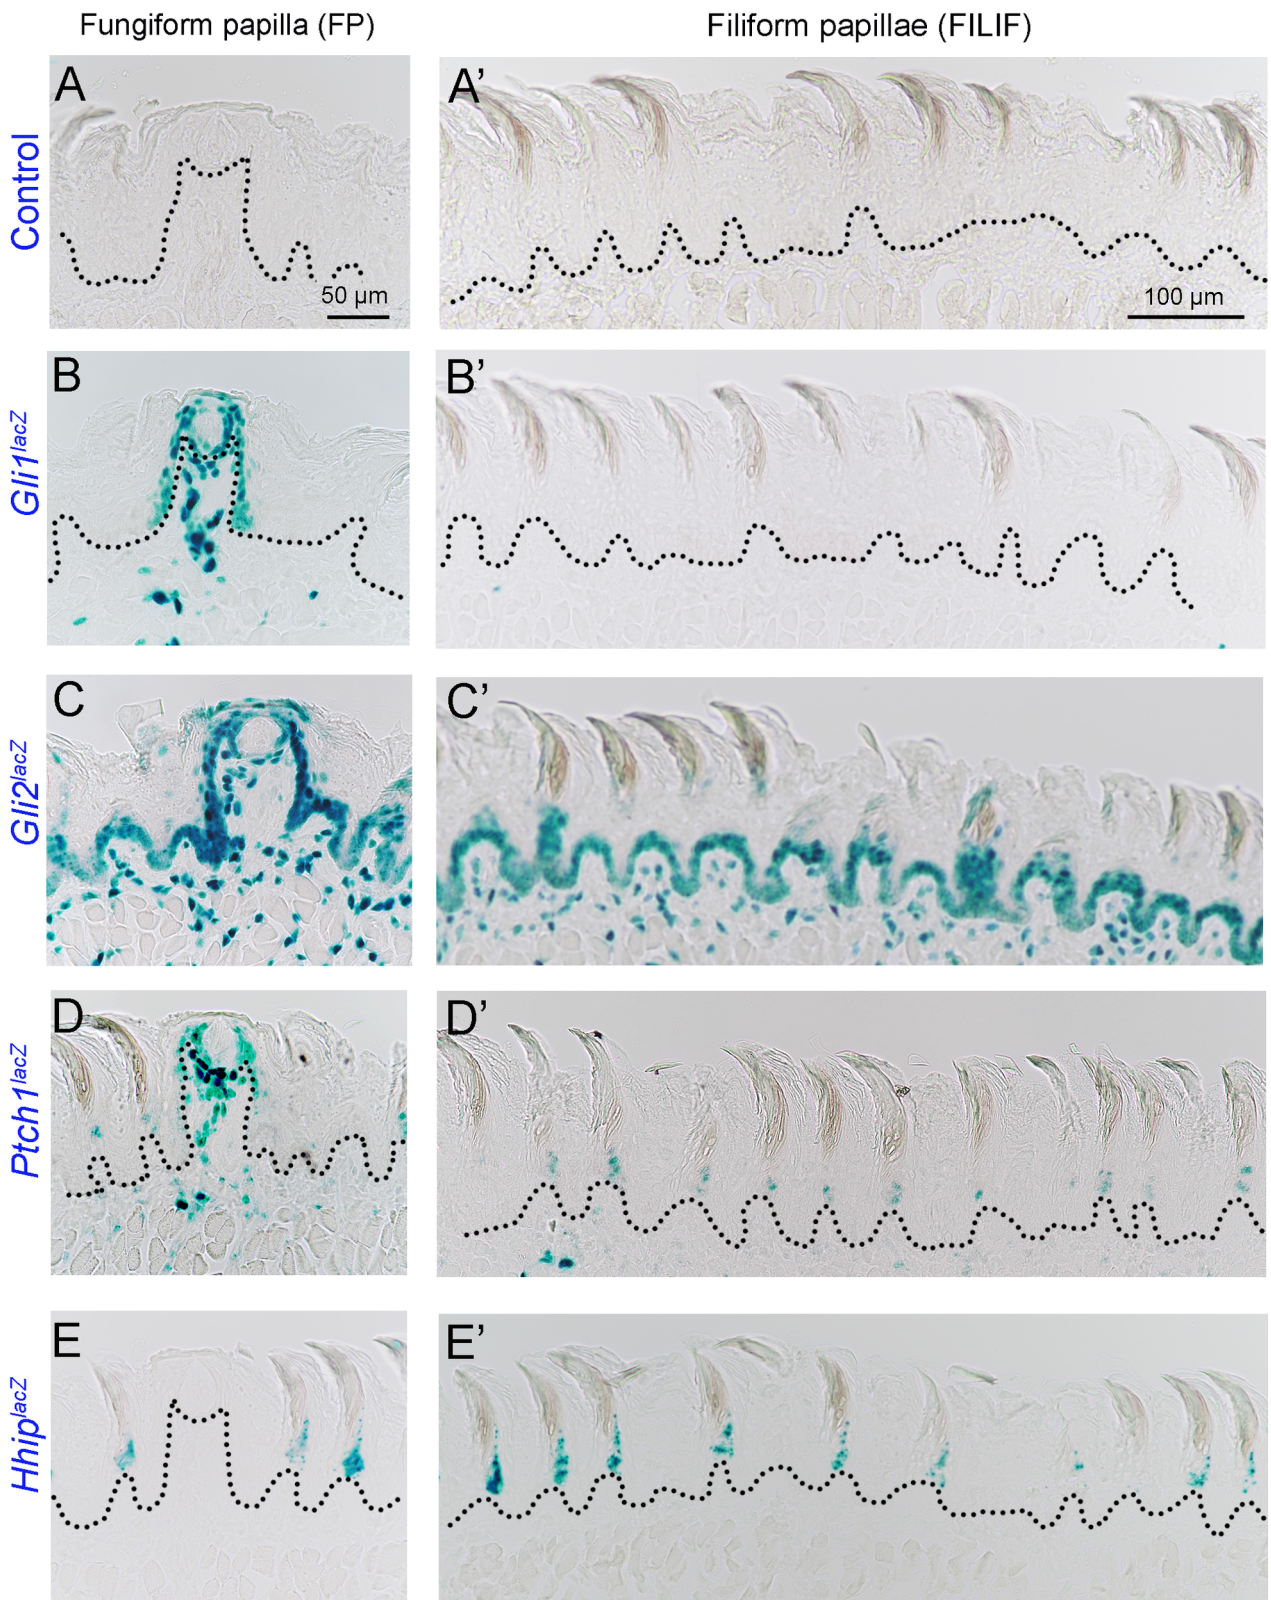 Fungiform papilla (FP)
Filiform papillae (FILIF)
Control
A
50 µm
A'
100 µm
Gli1lacZ
B
B'
Gli2lacZ
C
C'
Ptch1lacZ
D
D'
HhiplacZ
E
E'